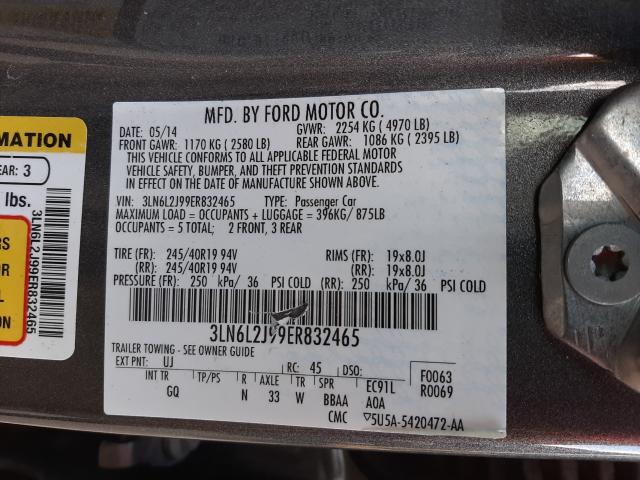 MFD. BY FORD MOTOR CO.
DATE: 05/14 GVWR: 2254 KG ( 4970 LB)
FRONT GAWR: 1170 KG ( 2580 LB) REAR GAWR: 1086 KG ( 2395 LB)
THIS VEHICLE CONFORMS TO ALL APPLICABLE FEDERAL MOTOR
VEHICLE SAFETY, BUMPER, AND THEFT PREVENTION STANDARDS
IN EFFECT ON THE DATE OF MANUFACTURE SHOWN ABOVE.
VIN: 3LN6L2J99ER832465 TYPE: Passenger Car
MAXIMUM LOAD = OCCUPANTS + LUGGAGE = 396KG/ 875LB
OCCUPANTS = 5 TOTAL; 2 FRONT, 3 REAR
TIRE (FR): 245/40R19 94V RIMS (FR): 19x8.0J
(RR): 245/40R19 94V (RR): 19x8.0J
PRESSURE (FR): 250 kPa/ 36 PSI COLD (RR): 250 kPa/ 36 PSI COLD
3LN6L2J99ER832465
TRAILER TOWING - SEE OWNER GUIDE
EXT PNT: UJ RC: 45 DSO: F0063
INT TR TP/PS R AXLE TR SPR EC91L R0069
GQ N 33 W BBAA AOA
CMC 5U5A-5420472-AA
MATION
EAR: 3
lbs.
RS
OR
L
ON
3LN6L2J99ER832465